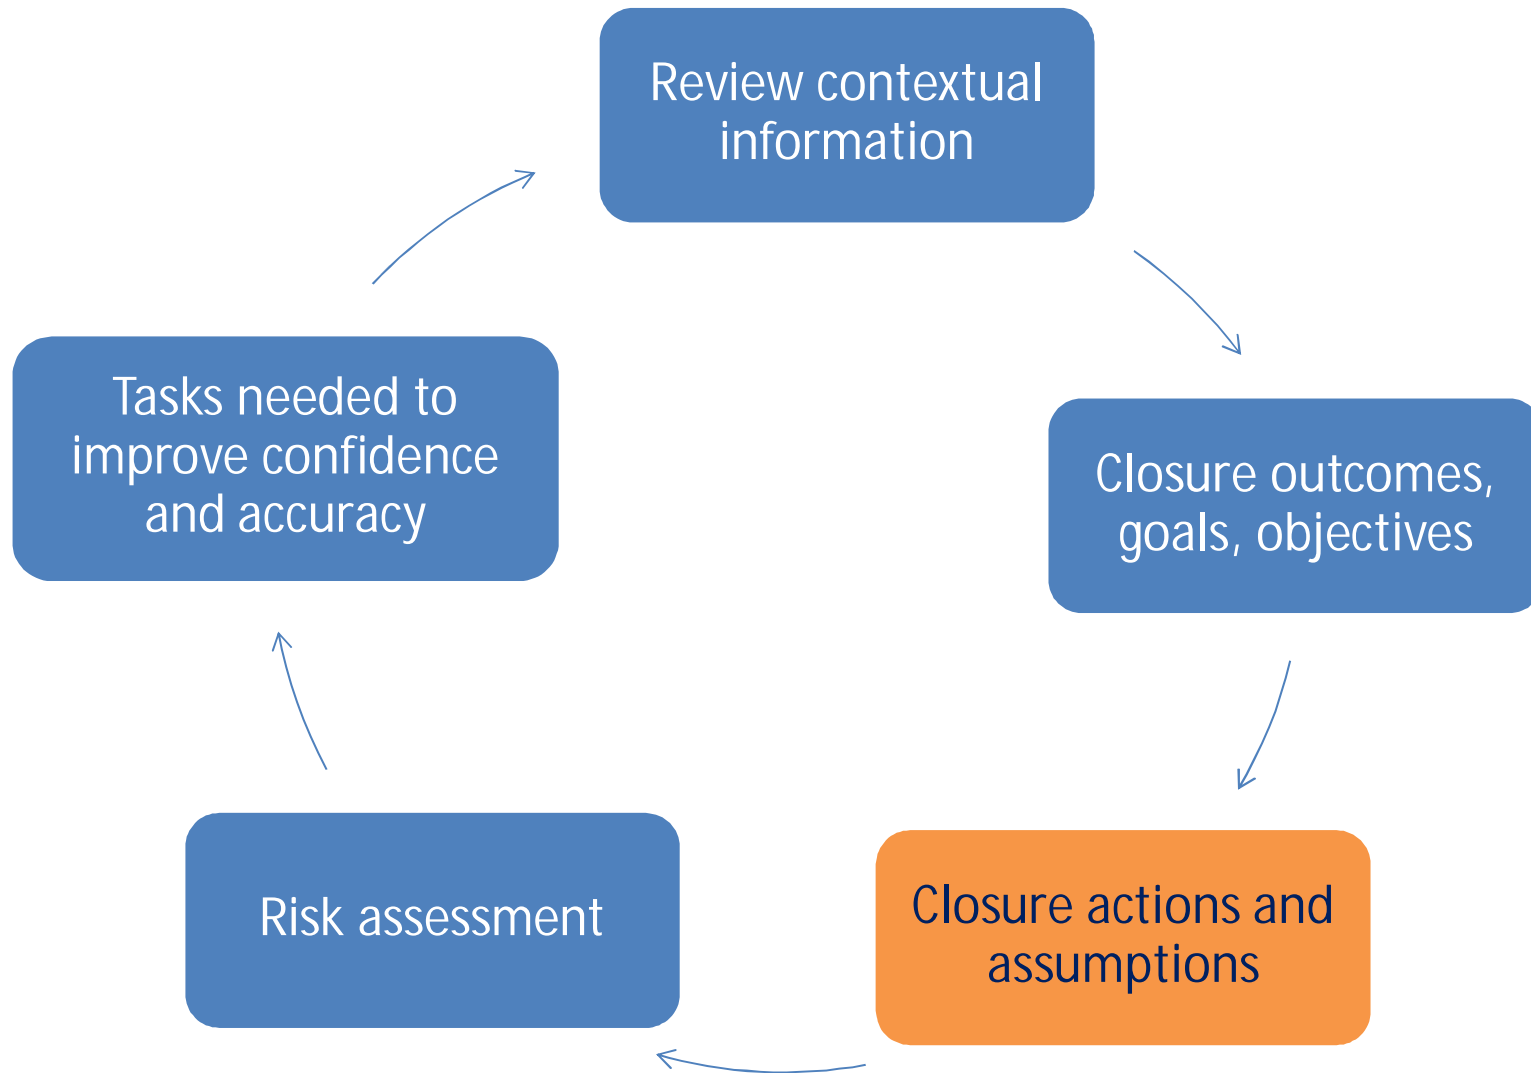 Review contextual
information
Closure outcomes,
goals, objectives
Closure actions and
assumptions
Risk assessment
Tasks needed to
improve confidence
and accuracy